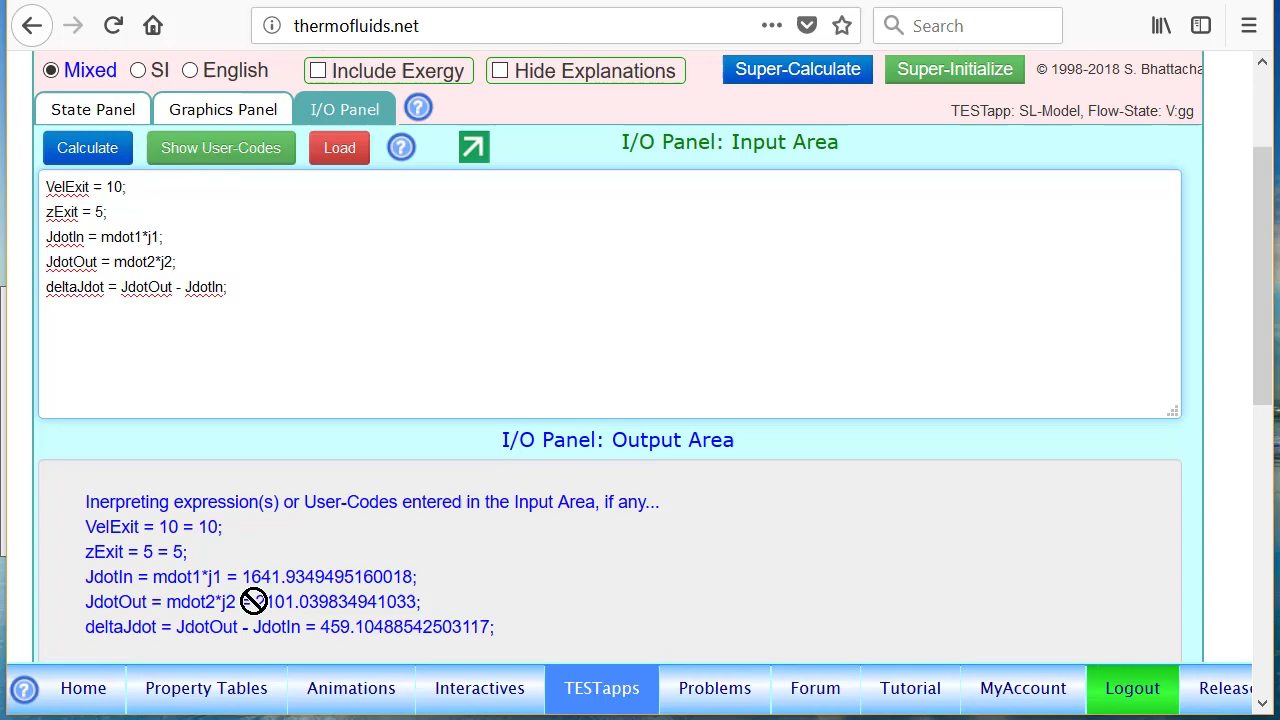 thermofluids.net
Search
Mixed SI English Include Exergy Hide Explanations Super-Calculate Super-Initialize © 1998-2018 S. Bhattacha
State Panel Graphics Panel I/O Panel ? TESTapp: SL-Model, Flow-State: V:gg
Calculate Show User-Codes Load ? I/O Panel: Input Area
VelExit = 10;
zExit = 5;
JdotIn = mdot1*j1;
JdotOut = mdot2*j2;
deltaJdot = JdotOut - JdotIn;
I/O Panel: Output Area
Inerpreting expression(s) or User-Codes entered in the Input Area, if any...
VelExit = 10 = 10;
zExit = 5 = 5;
JdotIn = mdot1*j1 = 1641.9349495160018;
JdotOut = mdot2*j2 = 2101.039834941033;
deltaJdot = JdotOut - JdotIn = 459.10488542503117;
? Home Property Tables Animations Interactives TESTapps Problems Forum Tutorial MyAccount Logout Releas